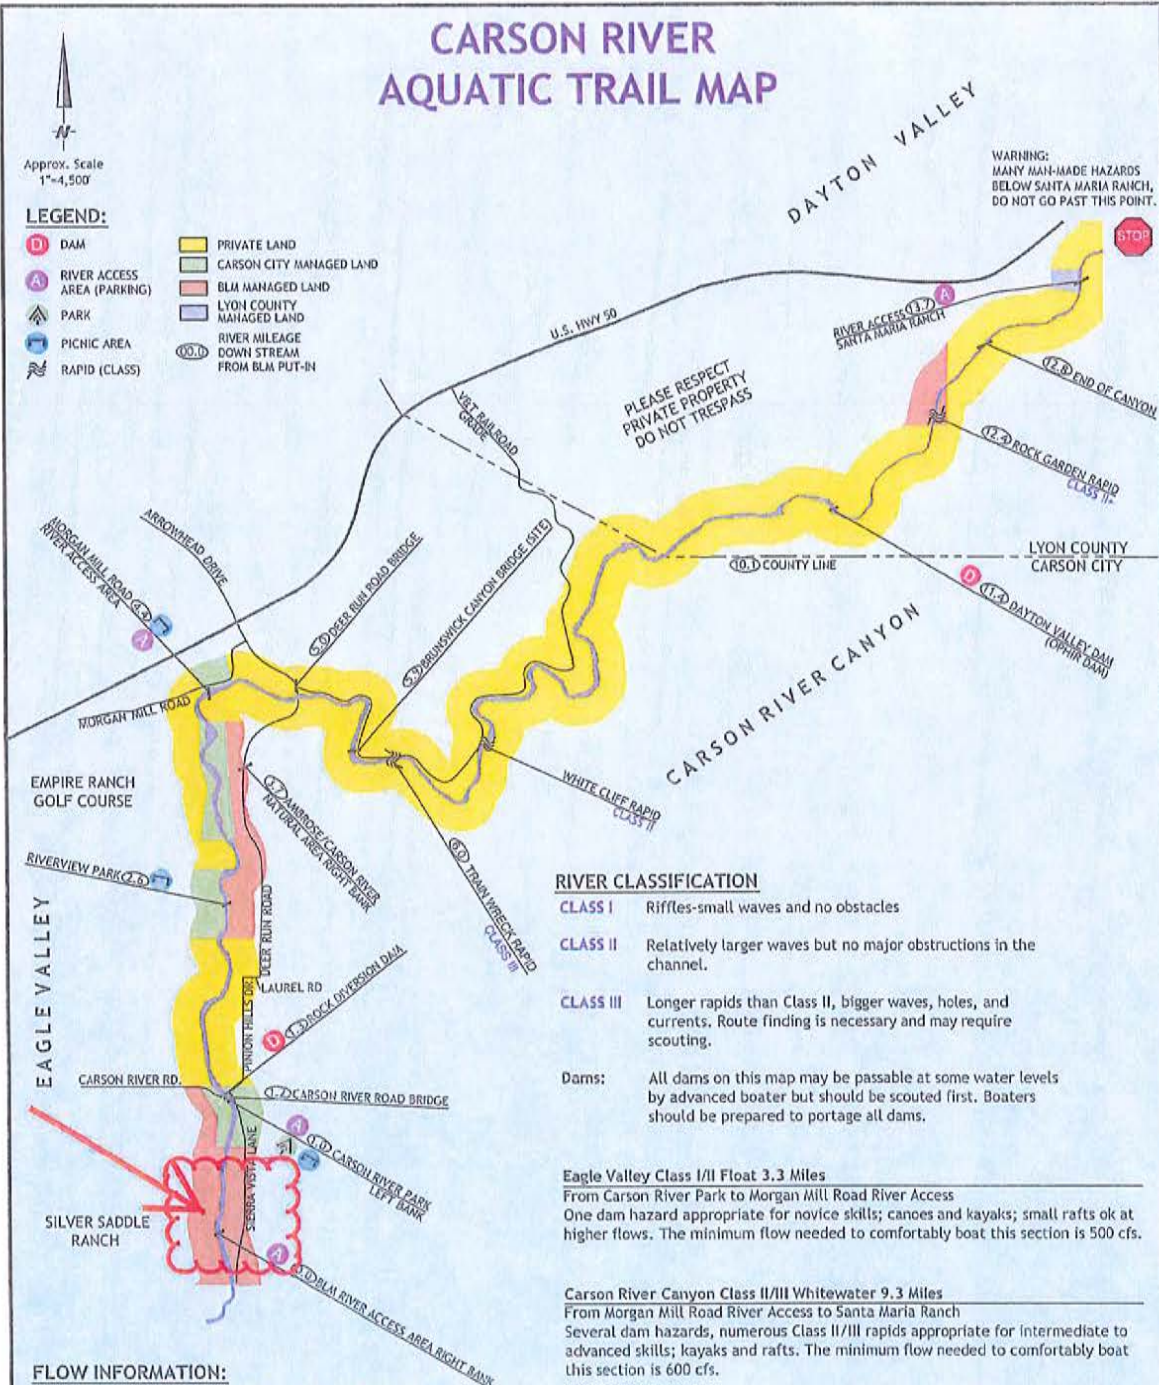 CARSON RIVER
AQUATIC TRAIL MAP
-N-
Approx. Scale
1"=4,500'
LEGEND:
D DAM
A RIVER ACCESS
AREA (PARKING)
PARK
PICNIC AREA
RAPID (CLASS)
PRIVATE LAND
CARSON CITY MANAGED LAND
BLM MANAGED LAND
LYON COUNTY
MANAGED LAND
00.0 RIVER MILEAGE
DOWN STREAM
FROM BLM PUT-IN
DAYTON VALLEY
WARNING:
MANY MAN-MADE HAZARDS
BELOW SANTA MARIA RANCH,
DO NOT GO PAST THIS POINT.
STOP
U.S. HWY 50
A
RIVER ACCESS 13.7
SANTA MARIA RANCH
12.8 END OF CANYON
PLEASE RESPECT
PRIVATE PROPERTY
DO NOT TRESPASS
12.4 ROCK GARDEN RAPID
CLASS II+
V&T RAILROAD
GRADE
LYON COUNTY
CARSON CITY
10.1 COUNTY LINE
D
11.4 DAYTON VALLEY DAM
(OPHIR DAM)
ARROWHEAD DRIVE
MORGAN MILL ROAD 4.4
RIVER ACCESS AREA
A
5.0 DEER RUN ROAD BRIDGE
5.5 BRUNSWICK CANYON BRIDGE (SITE)
CARSON RIVER CANYON
MORGAN MILL ROAD
EMPIRE RANCH
GOLF COURSE
WHITE CLIFF RAPID
CLASS II
3.7 AMBROSE/CARSON RIVER
NATURAL AREA RIGHT BANK
RIVERVIEW PARK 2.6
6.0 TRAIN WRECK RAPID
CLASS III
EAGLE VALLEY
DEER RUN ROAD
LAUREL RD
PINION HILLS DR.
D
1.3 ROCK DIVERSION DAM
CARSON RIVER RD.
1.2 CARSON RIVER ROAD BRIDGE
A
1.0 CARSON RIVER PARK
LEFT BANK
SIERRA VISTA LANE
SILVER SADDLE
RANCH
A
0.0 BLM RIVER ACCESS AREA RIGHT BANK
RIVER CLASSIFICATION
CLASS I Riffles-small waves and no obstacles
CLASS II Relatively larger waves but no major obstructions in the
channel.
CLASS III Longer rapids than Class II, bigger waves, holes, and
currents. Route finding is necessary and may require
scouting.
Dams: All dams on this map may be passable at some water levels
by advanced boater but should be scouted first. Boaters
should be prepared to portage all dams.
Eagle Valley Class I/II Float 3.3 Miles
From Carson River Park to Morgan Mill Road River Access
One dam hazard appropriate for novice skills; canoes and kayaks; small rafts ok at
higher flows. The minimum flow needed to comfortably boat this section is 500 cfs.
Carson River Canyon Class II/III Whitewater 9.3 Miles
From Morgan Mill Road River Access to Santa Maria Ranch
Several dam hazards, numerous Class II/III rapids appropriate for intermediate to
advanced skills; kayaks and rafts. The minimum flow needed to comfortably boat
this section is 600 cfs.
FLOW INFORMATION: